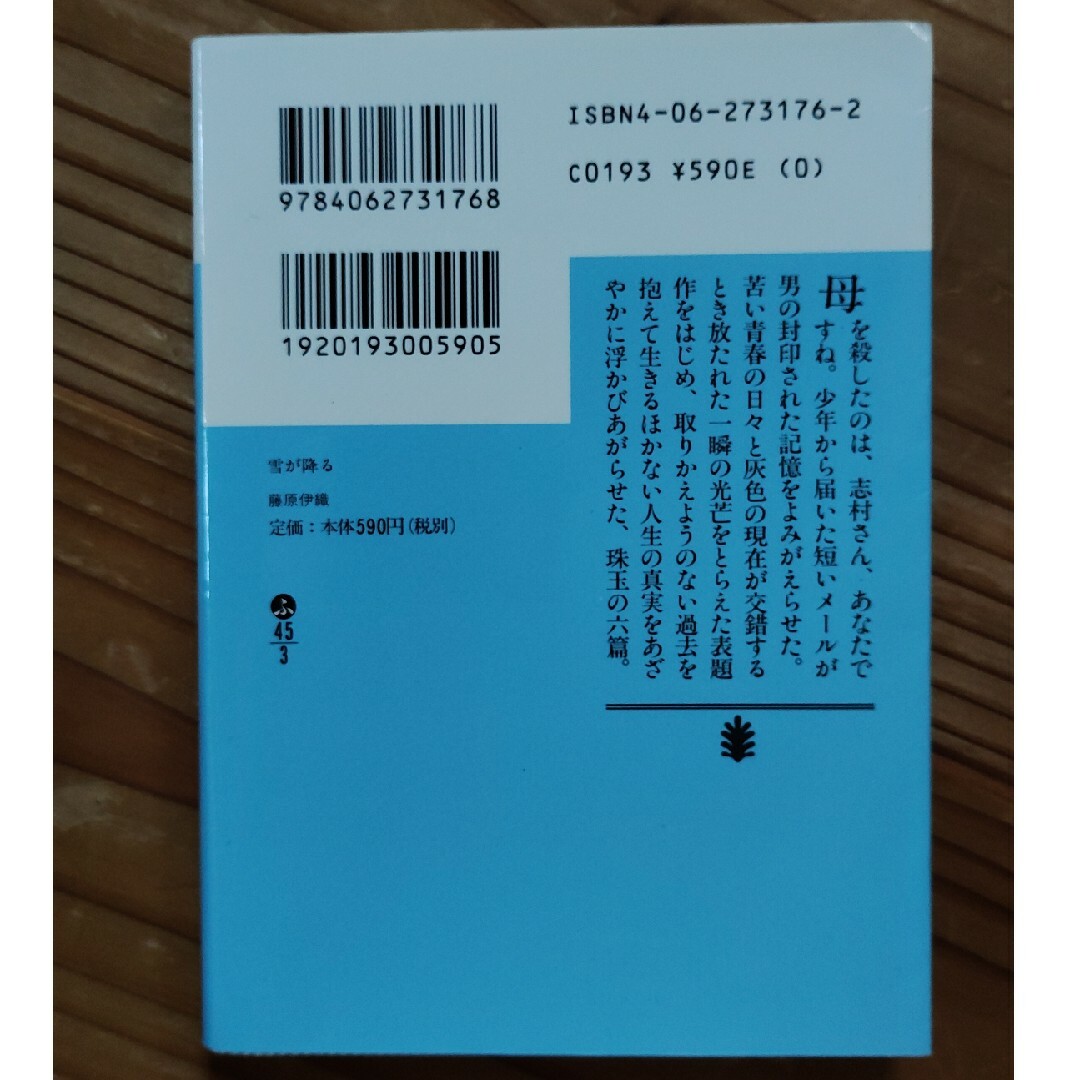 ISBN4-06-273176-2
C0193 ¥590E (0)
9784062731768
1920193005905
母を殺したのは、志村さん、あなたで
すね。少年から届いた短いメールが
男の封印された記憶をよみがえらせた。
苦い青春の日々と灰色の現在が交錯する
とき放たれた一瞬の光芒をとらえた表題
作をはじめ、取りかえようのない過去を
抱えて生きるほかない人生の真実をあざ
やかに浮かびあがらせた、珠玉の六篇。
雪が降る
藤原伊織
定価：本体590円（税別）
ふ
45
3